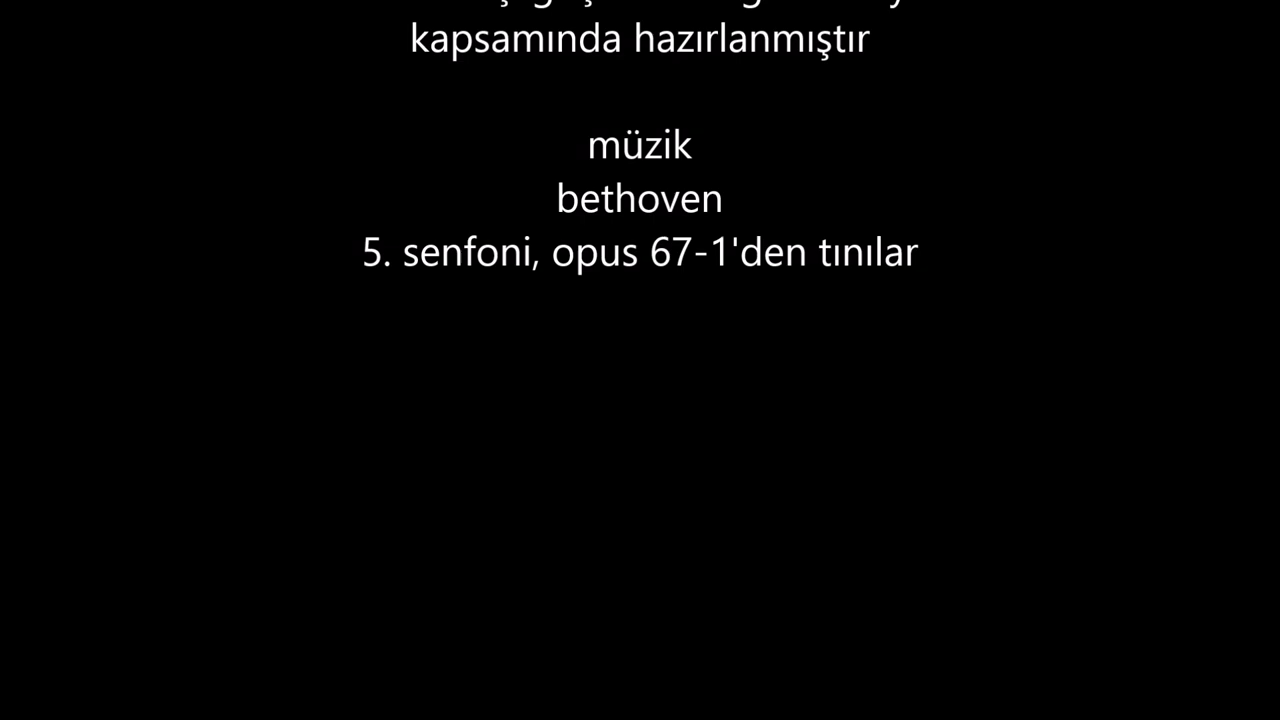 kapsamında hazırlanmıştır
müzik
bethoven
5. senfoni, opus 67-1'den tınılar